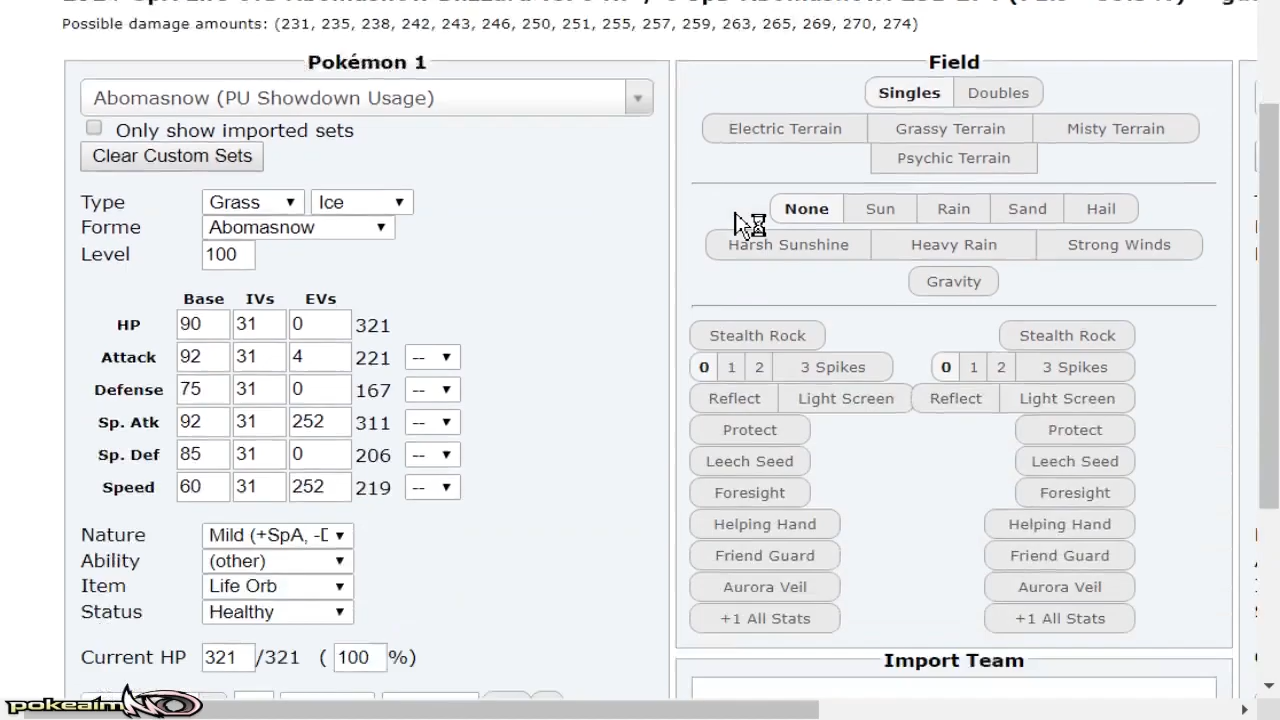 Possible damage amounts: (231, 235, 238, 242, 243, 246, 250, 251, 255, 257, 259, 263, 265, 269, 270, 274)
Pokémon 1
Abomasnow (PU Showdown Usage)
Only show imported sets
Clear Custom Sets
Type Grass Ice
Forme Abomasnow
Level 100
Base IVs EVs
HP 90 31 0 321
Attack 92 31 4 221 --
Defense 75 31 0 167 --
Sp. Atk 92 31 252 311 --
Sp. Def 85 31 0 206 --
Speed 60 31 252 219 --
Nature Mild (+SpA, -D
Ability (other)
Item Life Orb
Status Healthy
Current HP 321 /321 ( 100 %)
Field
Singles Doubles
Electric Terrain Grassy Terrain Misty Terrain
Psychic Terrain
None Sun Rain Sand Hail
Harsh Sunshine Heavy Rain Strong Winds
Gravity
Stealth Rock Stealth Rock
0 1 2 3 Spikes 0 1 2 3 Spikes
Reflect Light Screen Reflect Light Screen
Protect Protect
Leech Seed Leech Seed
Foresight Foresight
Helping Hand Helping Hand
Friend Guard Friend Guard
Aurora Veil Aurora Veil
+1 All Stats +1 All Stats
Import Team
pokeaim